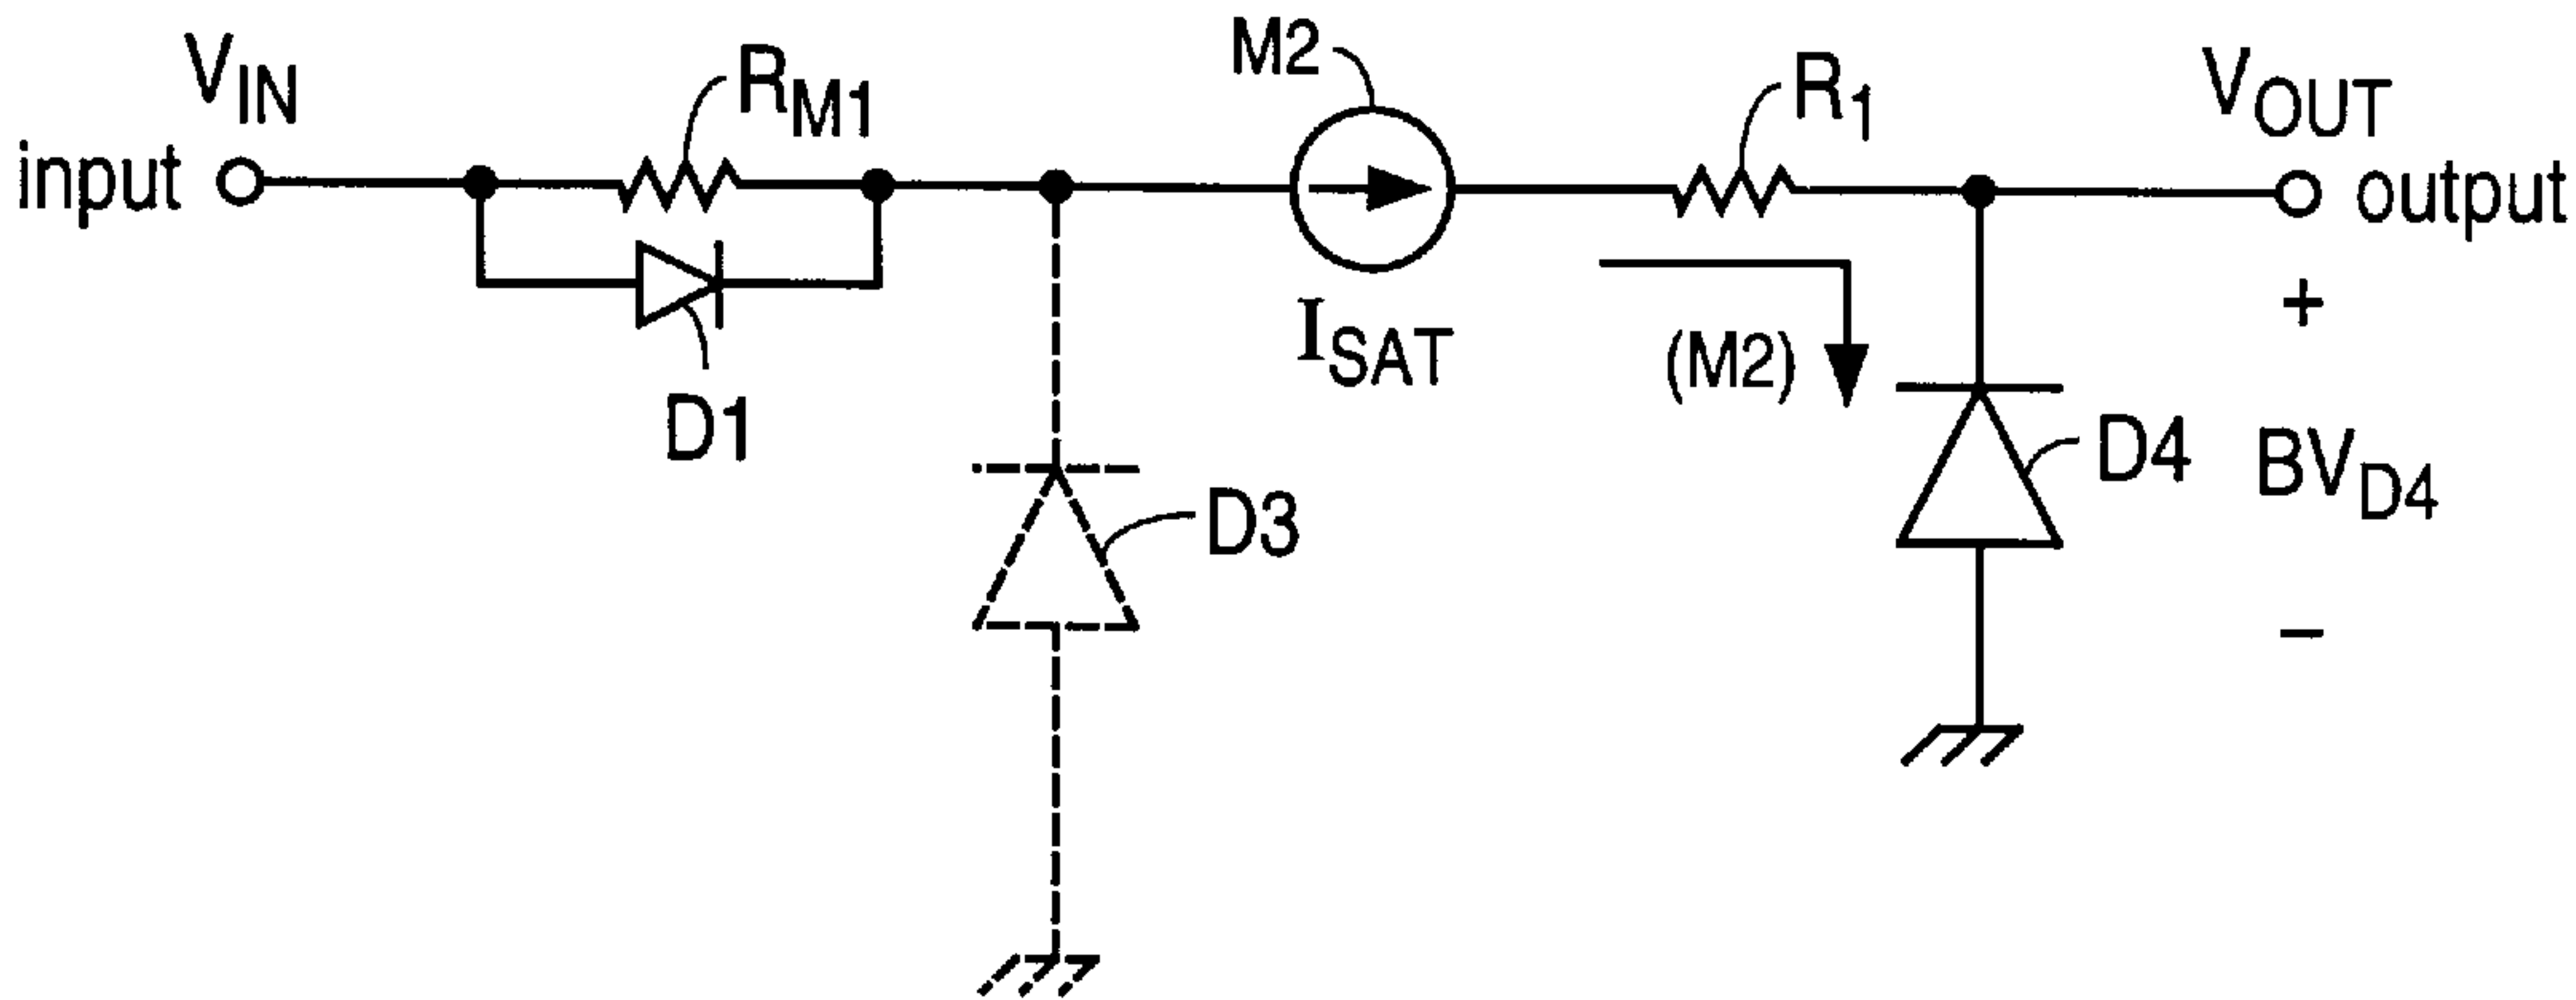 V_IN
input
R_M1
D1
D3
M2
I_SAT
R_1
(M2)
D4
V_OUT
output
+
BV_D4
−